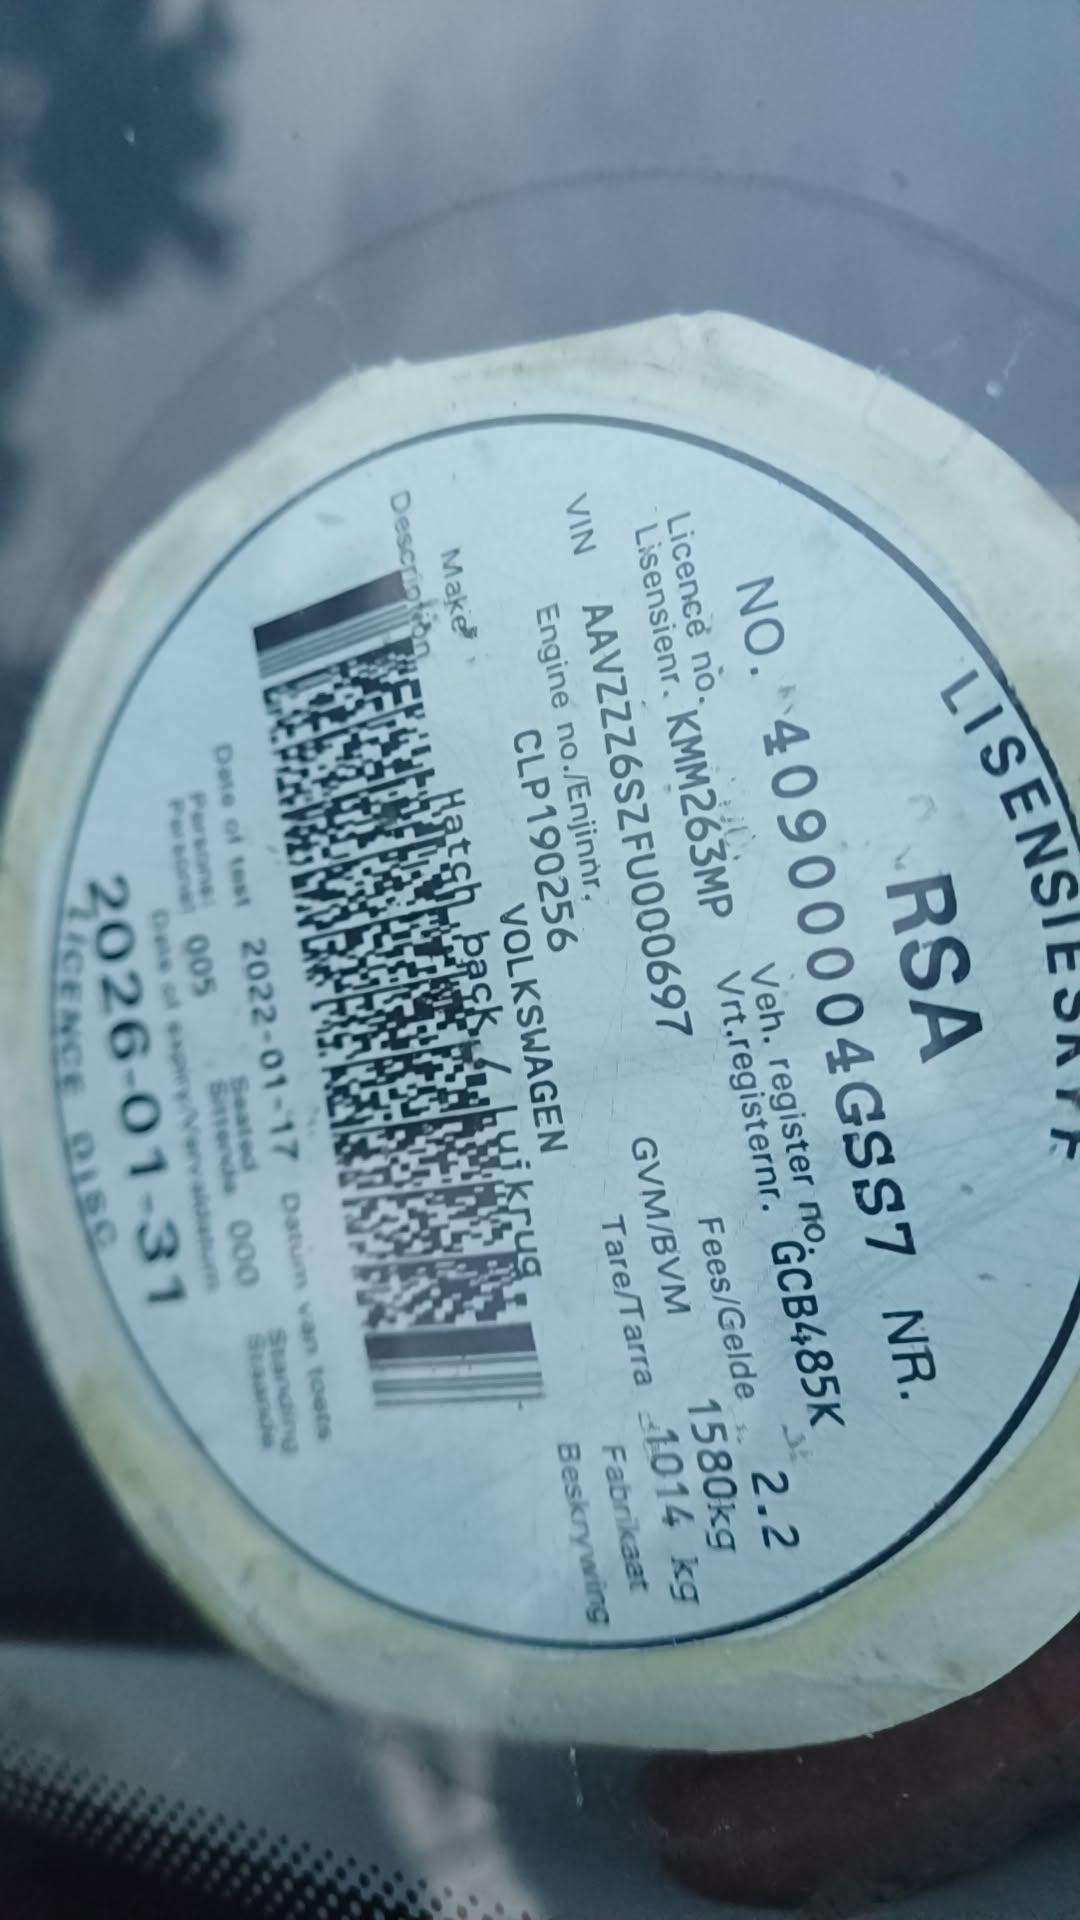 LISENSIESKYF
RSA
NO. 40900004GSS7 NR.
Licence no. Veh. register no.
Lisensienr. KMM263MP Vrt.registernr. GCB485K
VIN AAVZZZ6SZFU000697 Fees/Gelde 2.2
Engine no./Enjinnr. GVM/BVM 1580kg
CLP190256 Tare/Tarra 1014 kg
Make VOLKSWAGEN Fabrikaat
Description Hatch back / Luikrug Beskrywing
Date of test 2022-01-17 Datum van toets
Persons Seated Standing
Persone 005 Sittende 000 Staande
Date of expiry/Vervaldatum
2026-01-31
LICENCE DISC